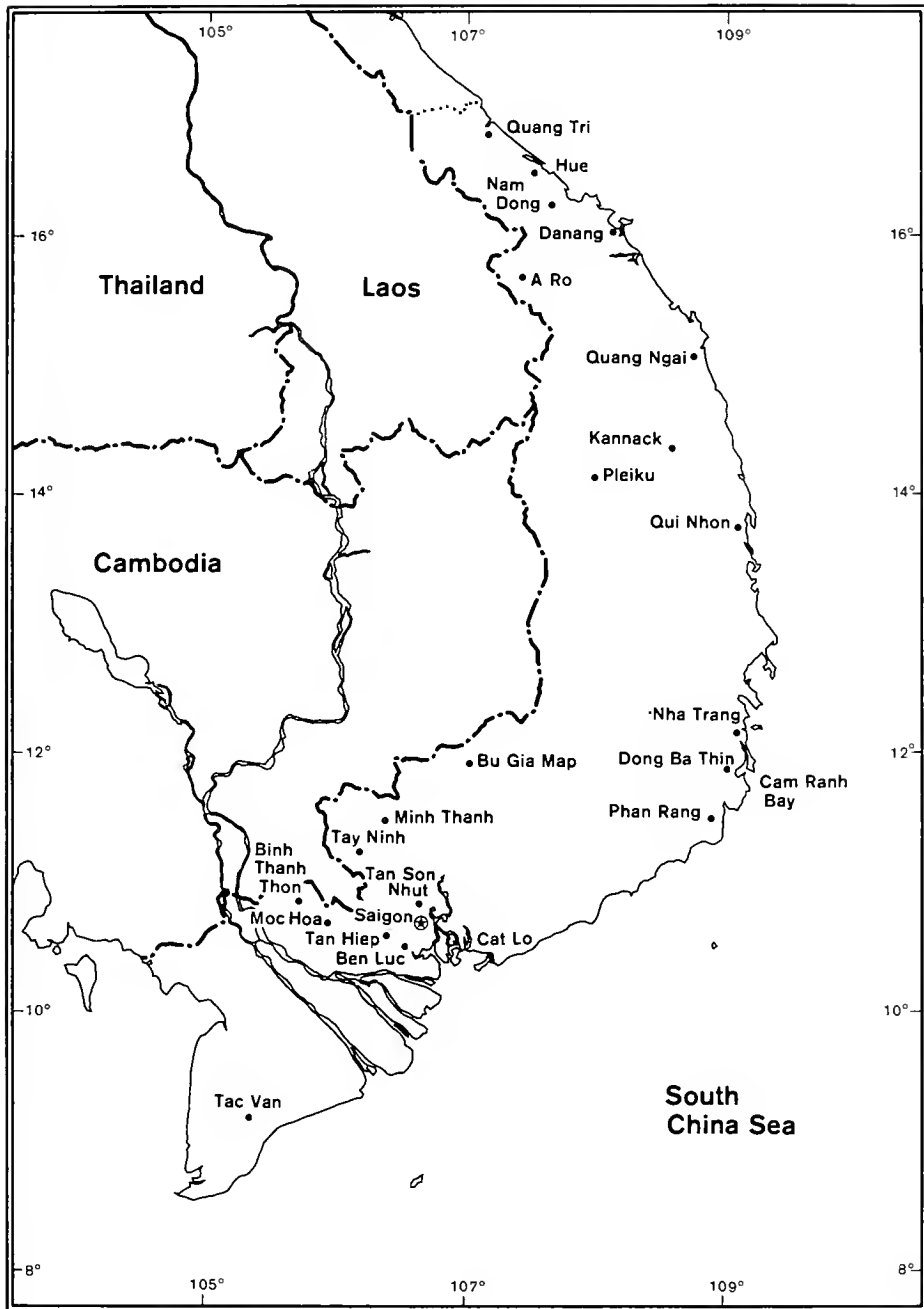 105°
107°
109°
Quang Tri
Hue
Nam
Dong
Danang
16°
16°
Thailand
Laos
A Ro
Quang Ngai
Kannack
Pleiku
14°
14°
Qui Nhon
Cambodia
Nha Trang
12°
12°
Bu Gia Map
Dong Ba Thin
Cam Ranh
Bay
Phan Rang
Minh Thanh
Tay Ninh
Binh
Thanh
Thon
Tan Son
Nhut
Moc Hoa
Saigon
Tan Hiep
Cat Lo
Ben Luc
10°
10°
South
China Sea
Tac Van
8°
8°
105°
107°
109°